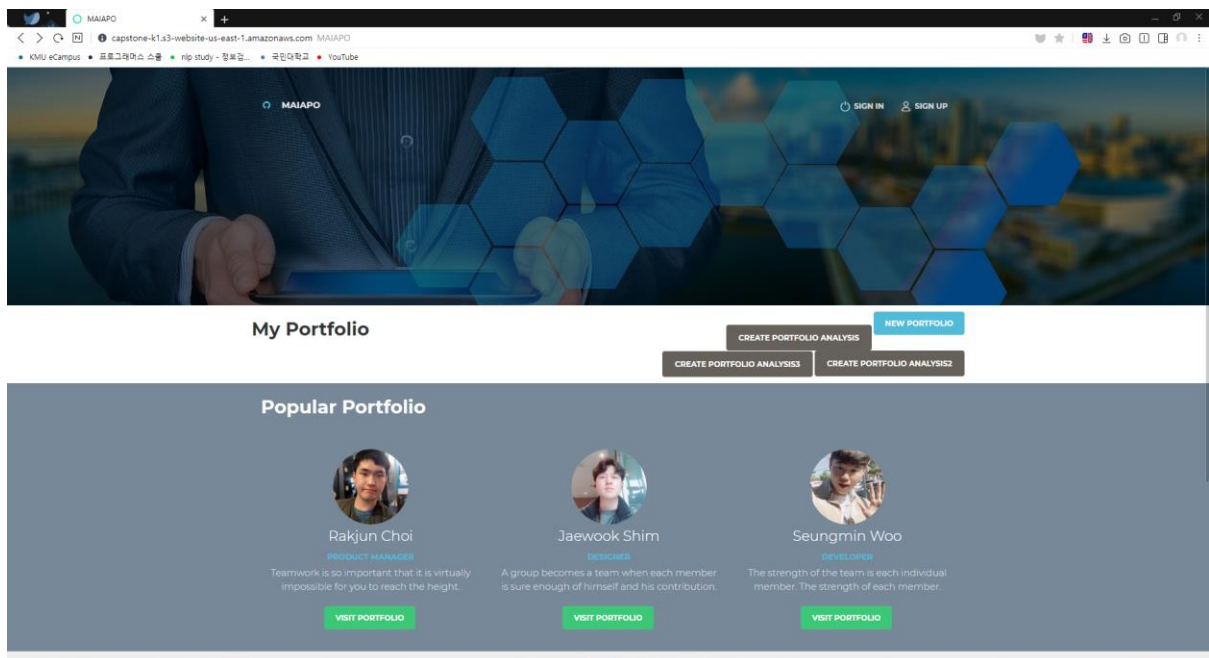 MAIAPO
capstone-k1.s3-website-us-east-1.amazonaws.com MAIAPO
KMU eCampus 프로그래머스 스쿨 nlp study - 정보검... 국민대학교 YouTube
MAIAPO SIGN IN SIGN UP
My Portfolio
NEW PORTFOLIO
CREATE PORTFOLIO ANALYSIS
CREATE PORTFOLIO ANALYSIS3 CREATE PORTFOLIO ANALYSIS2
Popular Portfolio
Rakjun Choi
PRODUCT MANAGER
Teamwork is so important that it is virtually
impossible for you to reach the height,
VISIT PORTFOLIO
Jaewook Shim
DESIGNER
A group becomes a team when each member
is sure enough of himself and his contribution.
VISIT PORTFOLIO
Seungmin Woo
DEVELOPER
The strength of the team is each individual
member. The strength of each member.
VISIT PORTFOLIO